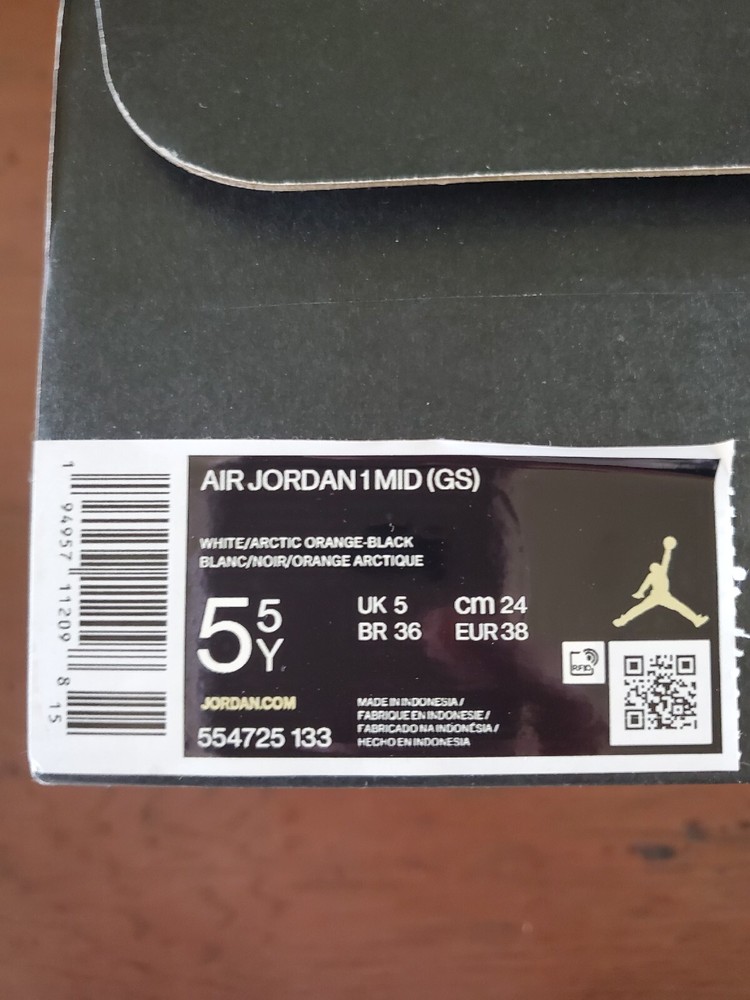 AIR JORDAN 1 MID (GS)
WHITE/ARCTIC ORANGE-BLACK
BLANC/NOIR/ORANGE ARCTIQUE
5 5 Y
UK 5 cm 24
BR 36 EUR 38
JORDAN.COM
554725 133
MADE IN INDONESIA /
FABRIQUE EN INDONESIE /
FABRICADO NA INDONÉSIA /
HECHO EN INDONESIA
RFID
1 94957 11209 8 15